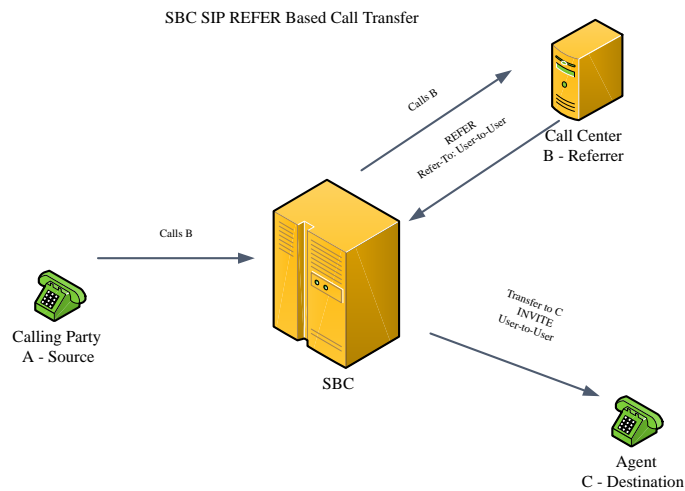 SBC SIP REFER Based Call Transfer
Calls B
REFER
Refer-To: User-to-User
Call Center
B - Referrer
Calls B
Calling Party
A - Source
SBC
Transfer to C
INVITE
User-to-User
Agent
C - Destination